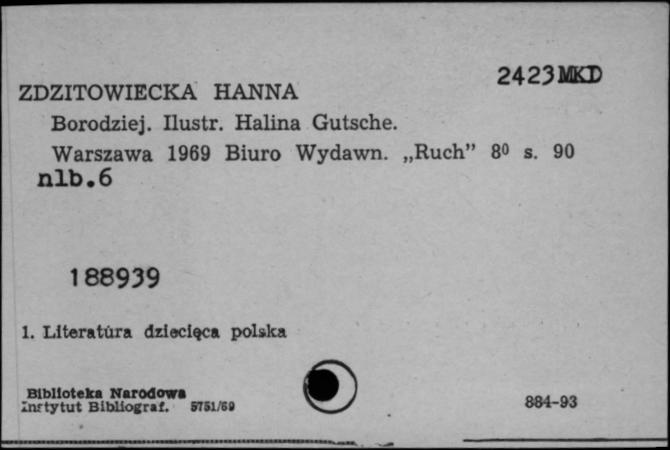 2423MKD
ZDZITOWIECKA HANNA
Borodziej. Ilustr. Halina Gutsche.
Warszawa 1969 Biuro Wydawn. „Ruch” 8⁰ s. 90
nlb.6
188939
1. Literatura dziecięca polska
Biblioteka Narodowa
Instytut Bibliograf. 5751/69
884-93